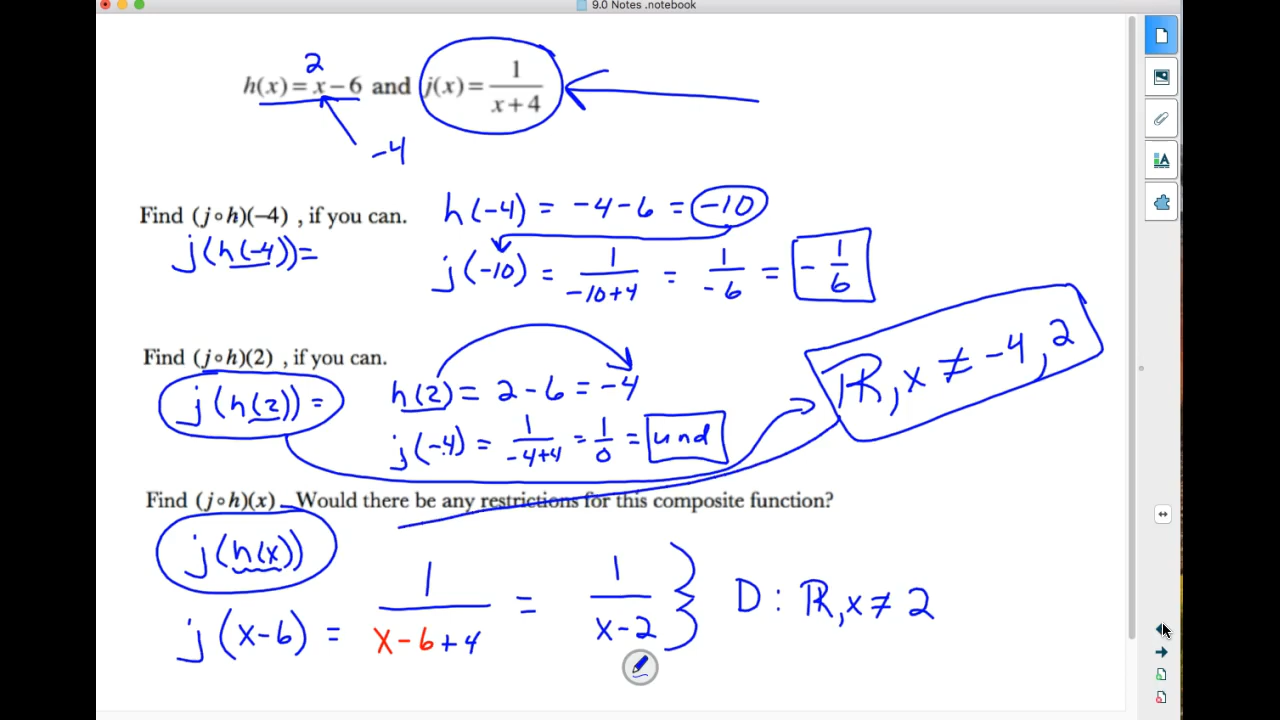 9.0 Notes .notebook
2
h(x) = x − 6 and j(x) = 1/(x + 4)
-4
Find (j∘h)(−4) , if you can. h(-4) = -4-6 = -10
j(h(-4))= j(-10) = 1/(-10+4) = 1/-6 = -1/6
Find (j∘h)(2) , if you can. ℝ, x ≠ -4, 2
j(h(2)) = h(2) = 2-6 = -4
j(-4) = 1/(-4+4) = 1/0 = und
Find (j∘h)(x) . Would there be any restrictions for this composite function?
j(h(x))
j(x-6) = 1/(x-6+4) = 1/(x-2) } D: ℝ, x ≠ 2